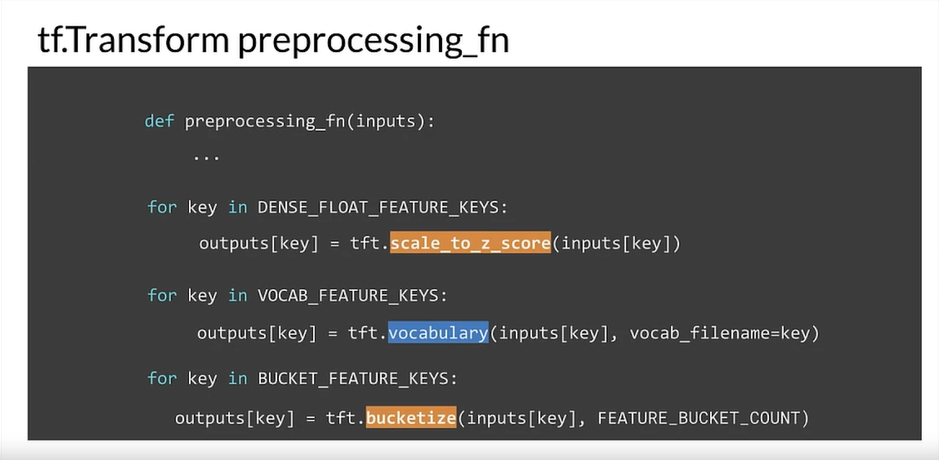 tf.Transform preprocessing_fn
def preprocessing_fn(inputs):
...
for key in DENSE_FLOAT_FEATURE_KEYS:
outputs[key] = tft.scale_to_z_score(inputs[key])
for key in VOCAB_FEATURE_KEYS:
outputs[key] = tft.vocabulary(inputs[key], vocab_filename=key)
for key in BUCKET_FEATURE_KEYS:
outputs[key] = tft.bucketize(inputs[key], FEATURE_BUCKET_COUNT)